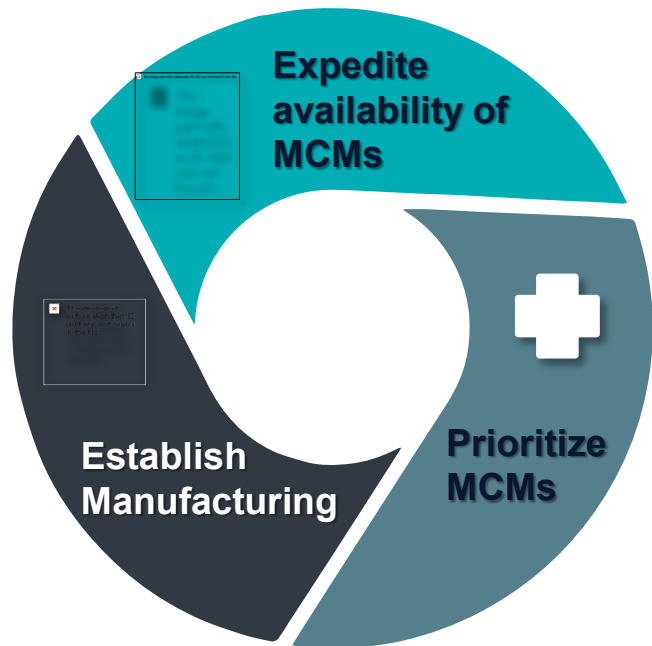 Expedite
availability of
MCMs
Prioritize
MCMs
Establish
Manufacturing